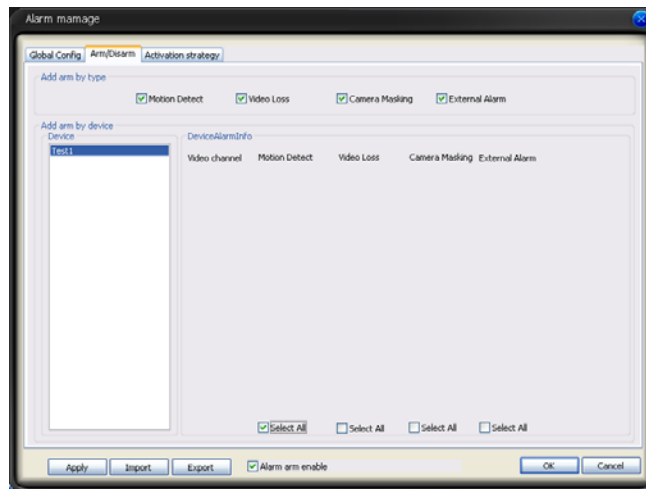 Alarm mamage
Global Config Arm/Disarm Activation strategy
Add arm by type
Motion Detect Video Loss Camera Masking External Alarm
Add arm by device
Device DeviceAlarmInfo
Test1
Video channel Motion Detect Video Loss Camera Masking External Alarm
Select All Select All Select All Select All
Apply Import Export Alarm arm enable OK Cancel